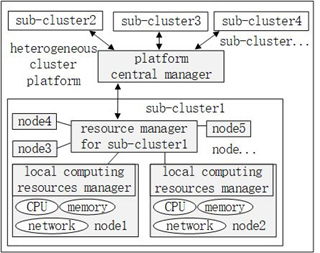 sub-cluster2
sub-cluster3
sub-cluster4
heterogeneous
cluster
platform
platform
central manager
sub-cluster...
sub-cluster1
node4
resource manager
for sub-cluster1
node5
node3
node...
local computing
resources manager
CPU
memory
network
node1
local computing
resources manager
CPU
memory
network
node2